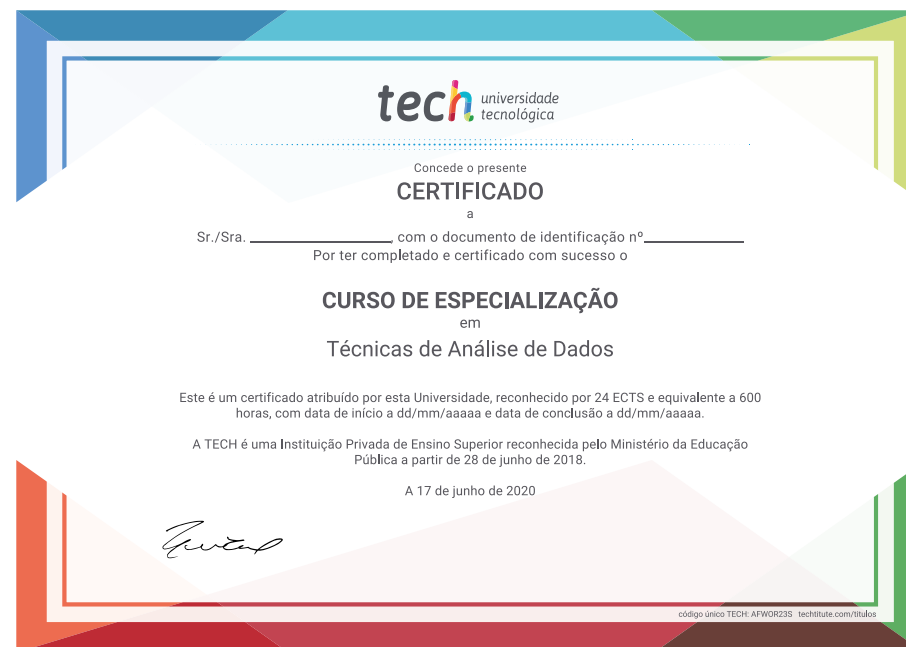 tech universidade
tecnológica
Concede o presente
CERTIFICADO
a
Sr./Sra. ________________, com o documento de identificação nº___________
Por ter completado e certificado com sucesso o
CURSO DE ESPECIALIZAÇÃO
em
Técnicas de Análise de Dados
Este é um certificado atribuído por esta Universidade, reconhecido por 24 ECTS e equivalente a 600
horas, com data de início a dd/mm/aaaaa e data de conclusão a dd/mm/aaaaa.
A TECH é uma Instituição Privada de Ensino Superior reconhecida pelo Ministério da Educação
Pública a partir de 28 de junho de 2018.
A 17 de junho de 2020
código único TECH: AFWOR23S techtitute.com/titulos